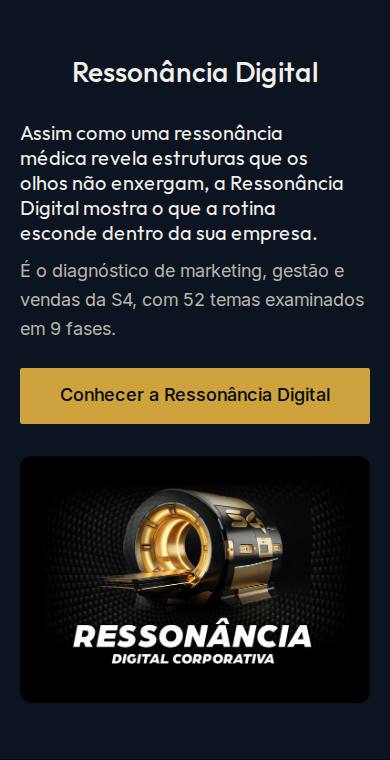 Ressonância Digital
Assim como uma ressonância
médica revela estruturas que os
olhos não enxergam, a Ressonância
Digital mostra o que a rotina
esconde dentro da sua empresa.
É o diagnóstico de marketing, gestão e
vendas da S4, com 52 temas examinados
em 9 fases.
Conhecer a Ressonância Digital
S4
RESSONÂNCIA
DIGITAL CORPORATIVA